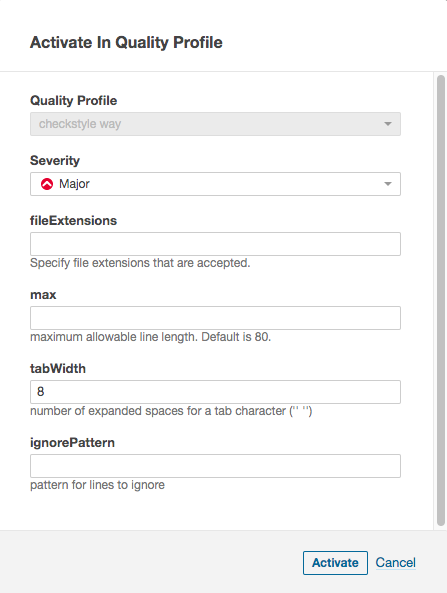 Activate In Quality Profile
Quality Profile
checkstyle way
Severity
Major
fileExtensions
Specify file extensions that are accepted.
max
maximum allowable line length. Default is 80.
tabWidth
8
number of expanded spaces for a tab character ('' '')
ignorePattern
pattern for lines to ignore
Activate Cancel